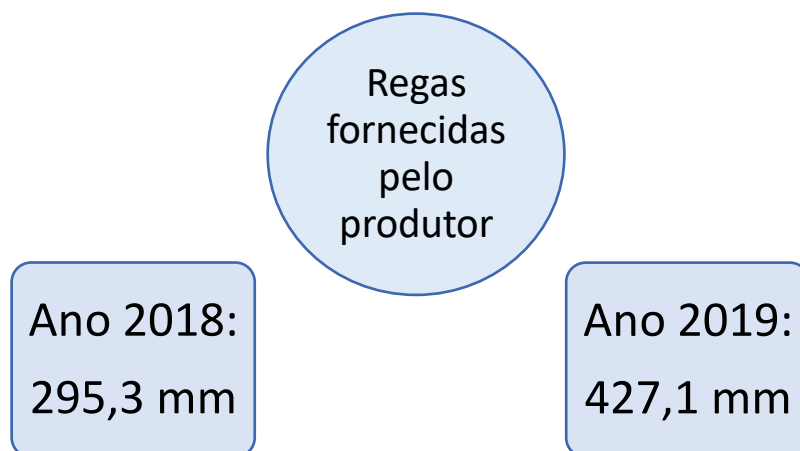 Regas
fornecidas
pelo
produtor
Ano 2018:
295,3 mm
Ano 2019:
427,1 mm